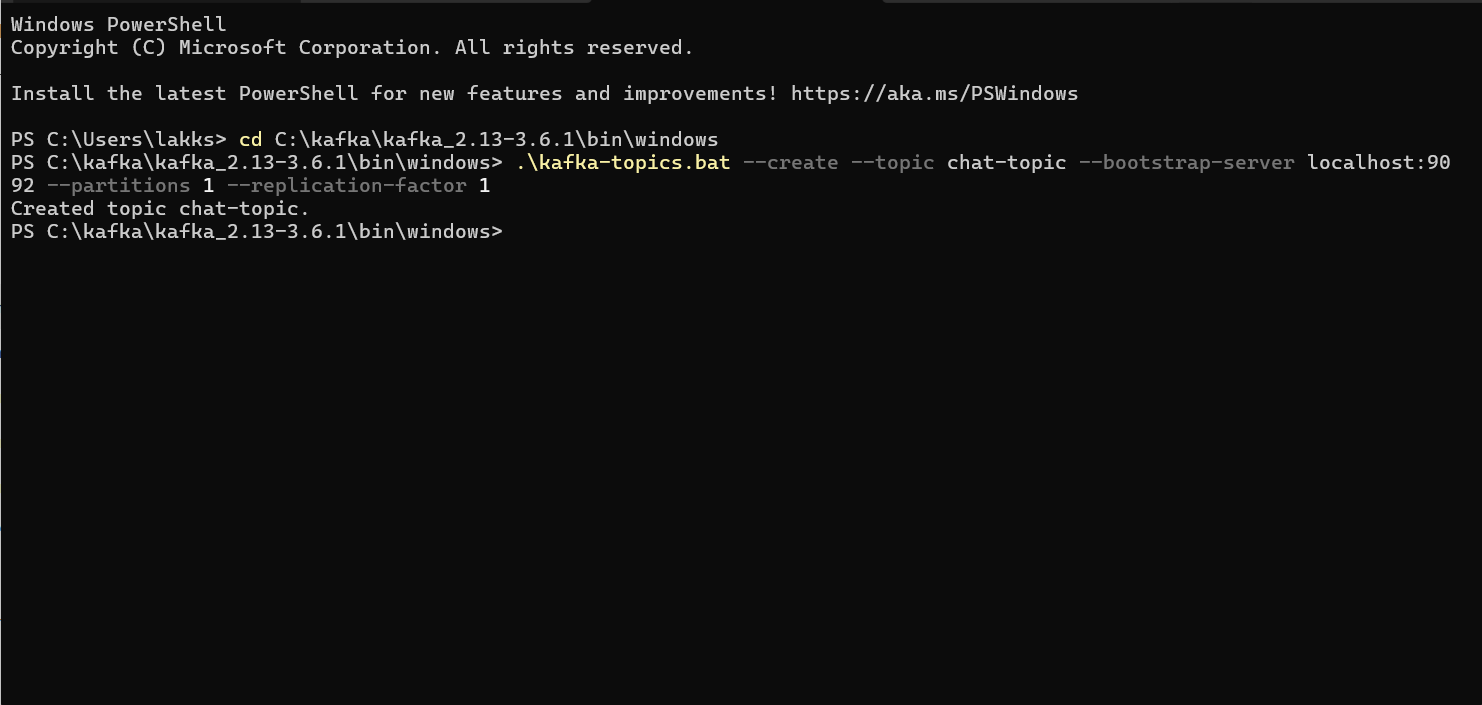 Windows PowerShell
Copyright (C) Microsoft Corporation. All rights reserved.
Install the latest PowerShell for new features and improvements! https://aka.ms/PSWindows
PS C:\Users\lakks> cd C:\kafka\kafka_2.13-3.6.1\bin\windows
PS C:\kafka\kafka_2.13-3.6.1\bin\windows> .\kafka-topics.bat --create --topic chat-topic --bootstrap-server localhost:90
92 --partitions 1 --replication-factor 1
Created topic chat-topic.
PS C:\kafka\kafka_2.13-3.6.1\bin\windows>